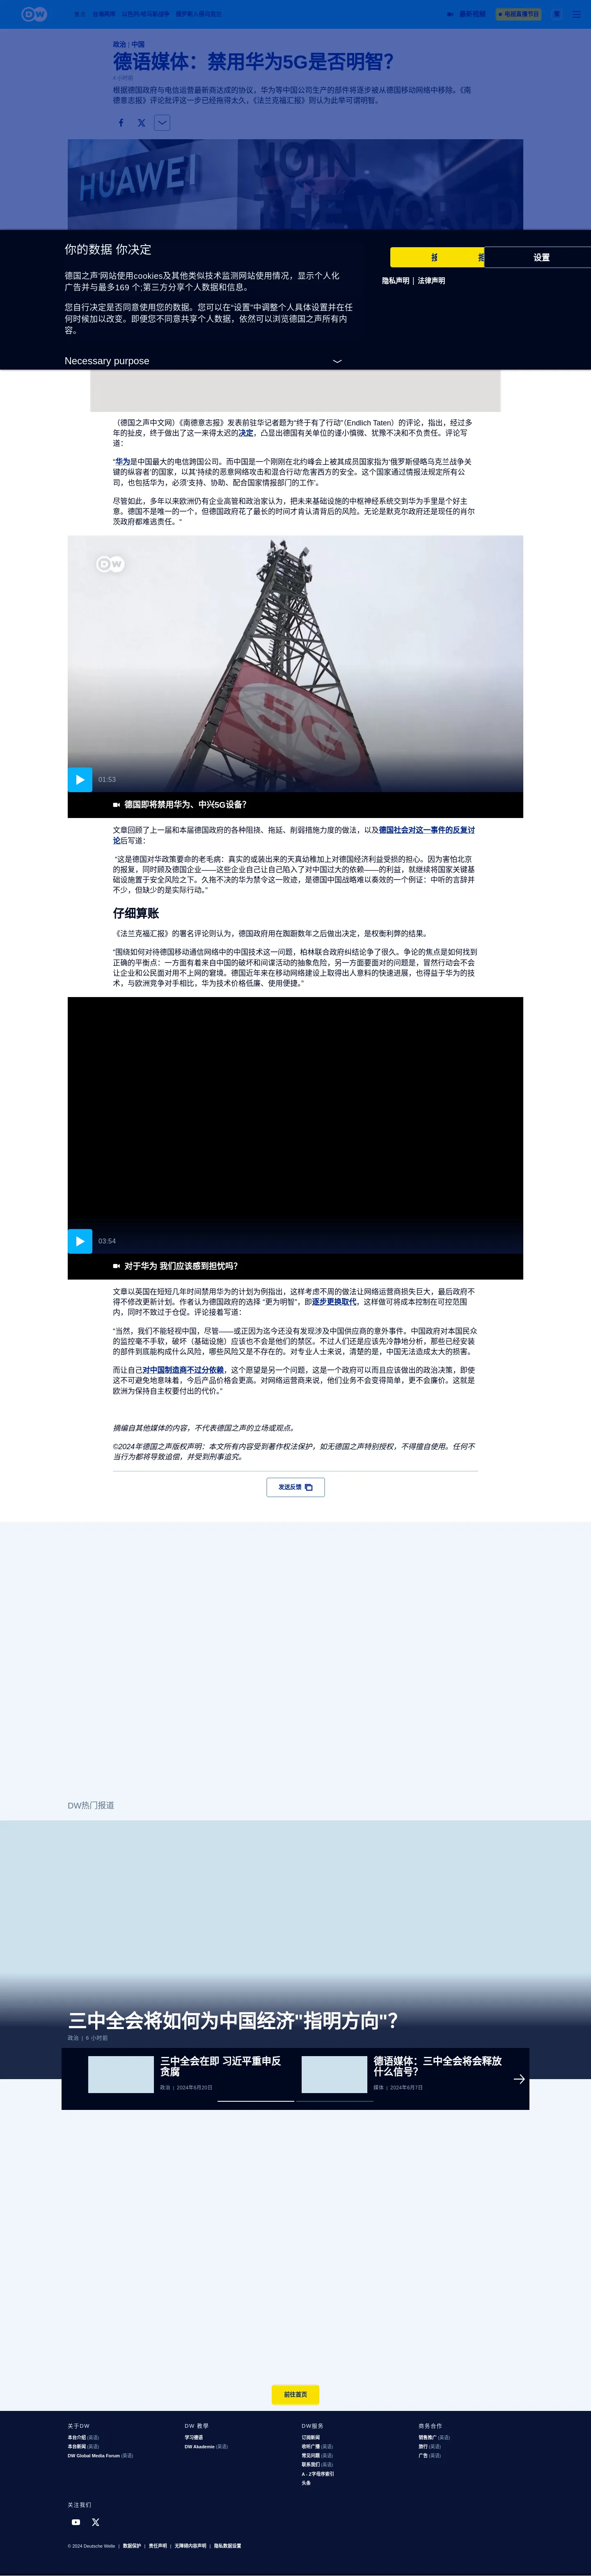 DW
焦点
台海两岸
以色列/哈马斯战争
俄罗斯入侵乌克兰
最新视频
电视直播节目
政治 | 中国
德语媒体：禁用华为5G是否明智？
根据德国政府与电信运营最新商达成的协议，华为等中国公司生产的部件将逐步被从德国移动网络中移除。《南
德意志报》评论批评这一步已经拖得太久，《法兰克福汇报》则认为此举可谓明智。
HUAWEI
JOIN
THE WORLD
你的数据 你决定
德国之声'网站使用cookies及其他类似技术监测网站使用情况，显示个人化
广告并与最多169 个;第三方分享个人数据和信息。
您自行决定是否同意使用您的数据。您可以在“设置”中调整个人具体设置并在任
何时候加以改变。即便您不同意共享个人数据，依然可以浏览德国之声所有内
容。
Necessary purpose
设置
隐私声明 | 法律声明
（德国之声中文网）《南德意志报》发表前驻华记者题为“终于有了行动”（Endlich Taten）的评论，指出，经过多
年的扯皮，终于做出了这一来得太迟的决定，凸显出德国有关单位的谨小慎微、犹豫不决和不负责任。评论写
道：
“华为是中国最大的电信跨国公司。而中国是一个刚刚在北约峰会上被其成员国家指为‘俄罗斯侵略乌克兰战争关
键的纵容者’的国家，以其‘持续的恶意网络攻击和混合行动’危害西方的安全。这个国家通过情报法规定所有公
司，也包括华为，必须‘支持、协助、配合国家情报部门的工作’。
尽管如此，多年以来欧洲仍有企业高管和政治家认为，把未来基础设施的中枢神经系统交到华为手里是个好主
意。德国不是唯一的一个，但德国政府花了最长的时间才肯认清背后的风险。无论是默克尔政府还是现任的肖尔
茨政府都难逃责任。”
DW
5G
01:53
德国即将禁用华为、中兴5G设备？
文章回顾了上一届和本届德国政府的各种阻挠、拖延、削弱措施力度的做法，以及德国社会对这一事件的反复讨
论后写道：
“这是德国对华政策要命的老毛病：真实的或装出来的天真幼稚加上对德国经济利益受损的担心。因为害怕北京
的报复，同时顾及德国企业——这些企业自己让自己陷入了对中国过大的依赖——的利益，就继续将国家关键基
础设施置于安全风险之下。久拖不决的华为禁令这一败迹，是德国中国战略难以奏效的一个例证：中听的言辞并
不少，但缺少的是实际行动。”
仔细算账
《法兰克福汇报》的署名评论则认为，德国政府用在踟蹰数年之后做出决定，是权衡利弊的结果。
“围绕如何对待德国移动通信网络中的中国技术这一问题，柏林联合政府纠结论争了很久。争论的焦点是如何找到
正确的平衡点：一方面有着来自中国的破坏和间谍活动的抽象危险，另一方面要面对的问题是，冒然行动会不会
让企业和公民面对用不上网的窘境。德国近年来在移动网络建设上取得出人意料的快速进展，也得益于华为的技
术，与欧洲竞争对手相比，华为技术价格低廉、使用便捷。”
03:54
对于华为 我们应该感到担忧吗？
文章以英国在短短几年时间禁用华为的计划为例指出，这样考虑不周的做法让网络运营商损失巨大，最后政府不
得不修改更新计划。作者认为德国政府的选择 “更为明智”，即逐步更换取代，这样做可将成本控制在可控范围
内，同时不致过于仓促。评论接着写道：
“当然，我们不能轻视中国，尽管——或正因为迄今还没有发现涉及中国供应商的意外事件。中国政府对本国民众
的监控毫不手软，破坏（基础设施）应该也不会是他们的禁区。不过人们还是应该先冷静地分析，那些已经安装
的部件到底能构成什么风险，哪些风险又是不存在的。对专业人士来说，清楚的是，中国无法造成太大的损害。
而让自己对中国制造商不过分依赖，这个愿望是另一个问题，这是一个政府可以而且应该做出的政治决策，即使
这不可避免地意味着，今后产品价格会更高。对网络运营商来说，他们业务不会变得简单，更不会廉价。这就是
欧洲为保持自主权要付出的代价。”
摘编自其他媒体的内容，不代表德国之声的立场或观点。
©2024年德国之声版权声明：本文所有内容受到著作权法保护，如无德国之声特别授权，不得擅自使用。任何不
当行为都将导致追偿，并受到刑事追究。
发送反馈
DW热门报道
三中全会将如何为中国经济"指明方向"？
政治 | 6 小时前
三中全会在即 习近平重申反
贪腐
政治 | 2024年6月20日
德语媒体：三中全会将会释放
什么信号？
媒体 | 2024年6月7日
前往首页
关于DW
本台介绍 (英语)
本台新闻 (英语)
DW Global Media Forum (英语)
DW 教學
学习德语
DW Akademie (英语)
DW服务
订阅新闻
收听广播 (英语)
常见问题 (英语)
联系我们 (英语)
A - Z字母序索引
头条
商务合作
销售推广 (英语)
旅行 (英语)
广告 (英语)
关注我们
© 2024 Deutsche Welle | 数据保护 | 责任声明 | 无障碍内容声明 | 隐私数据设置